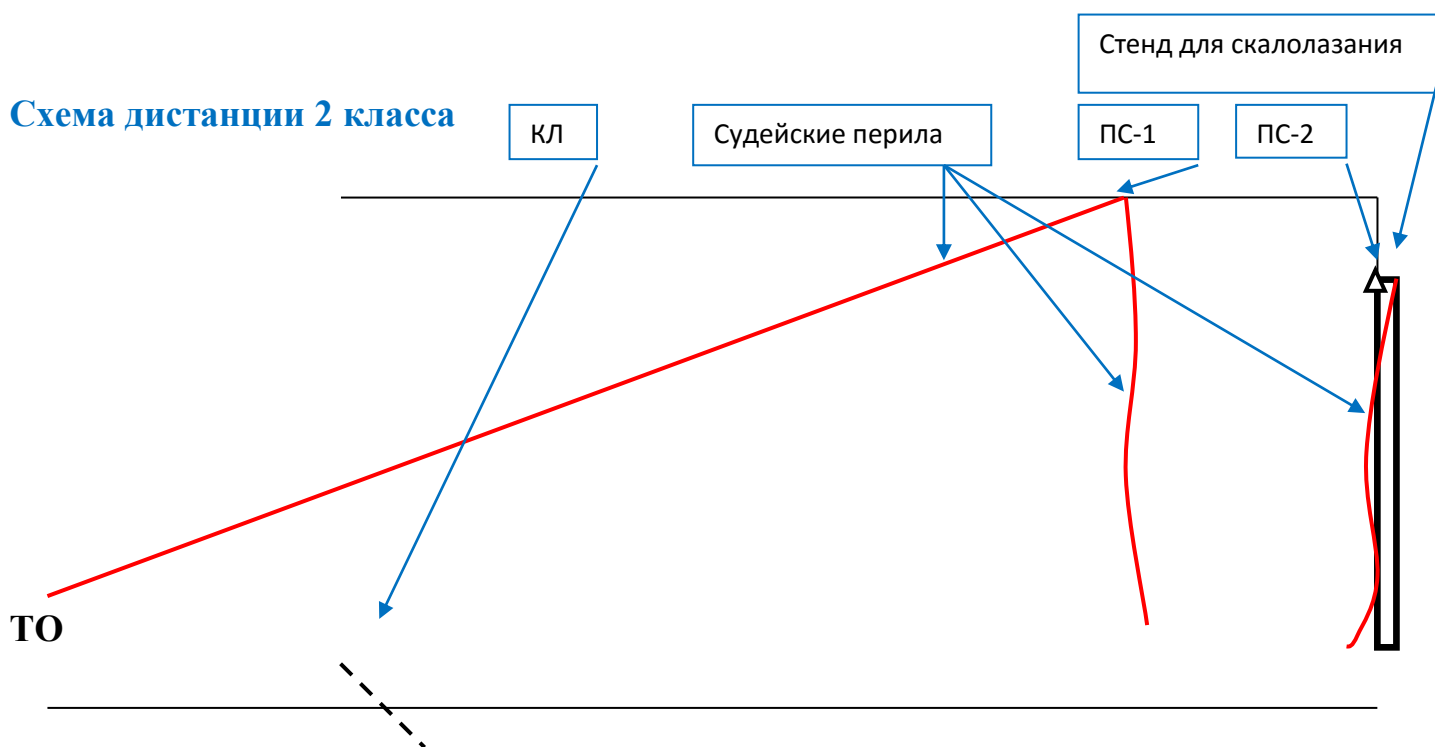 Стенд для скалолазания
Схема дистанции 2 класса
КЛ
Судейские перила
ПС-1
ПС-2
ТО